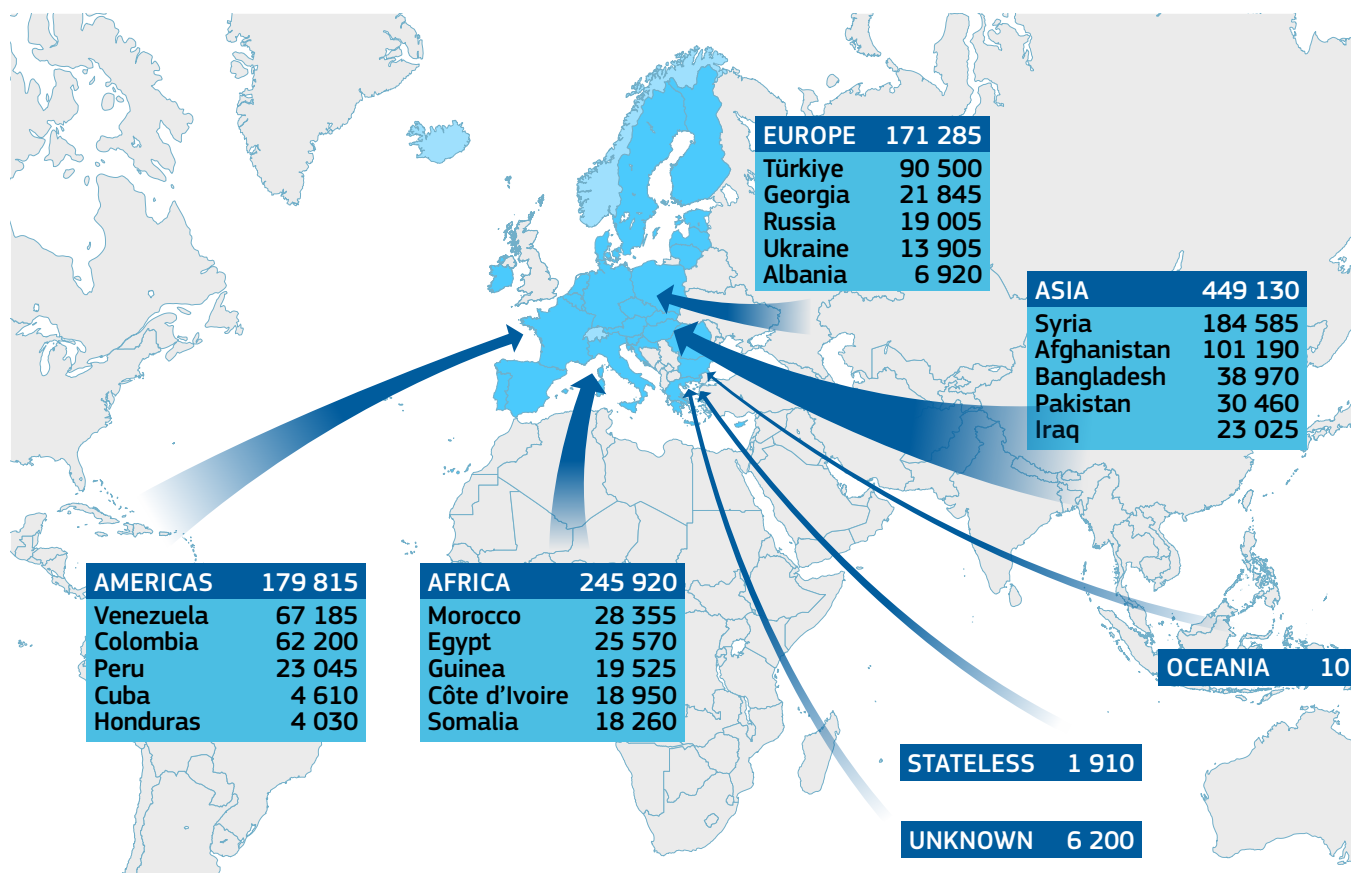 EUROPE 171 285
Türkiye 90 500
Georgia 21 845
Russia 19 005
Ukraine 13 905
Albania 6 920
ASIA 449 130
Syria 184 585
Afghanistan 101 190
Bangladesh 38 970
Pakistan 30 460
Iraq 23 025
AMERICAS 179 815
Venezuela 67 185
Colombia 62 200
Peru 23 045
Cuba 4 610
Honduras 4 030
AFRICA 245 920
Morocco 28 355
Egypt 25 570
Guinea 19 525
Côte d’Ivoire 18 950
Somalia 18 260
OCEANIA 10
STATELESS 1 910
UNKNOWN 6 200